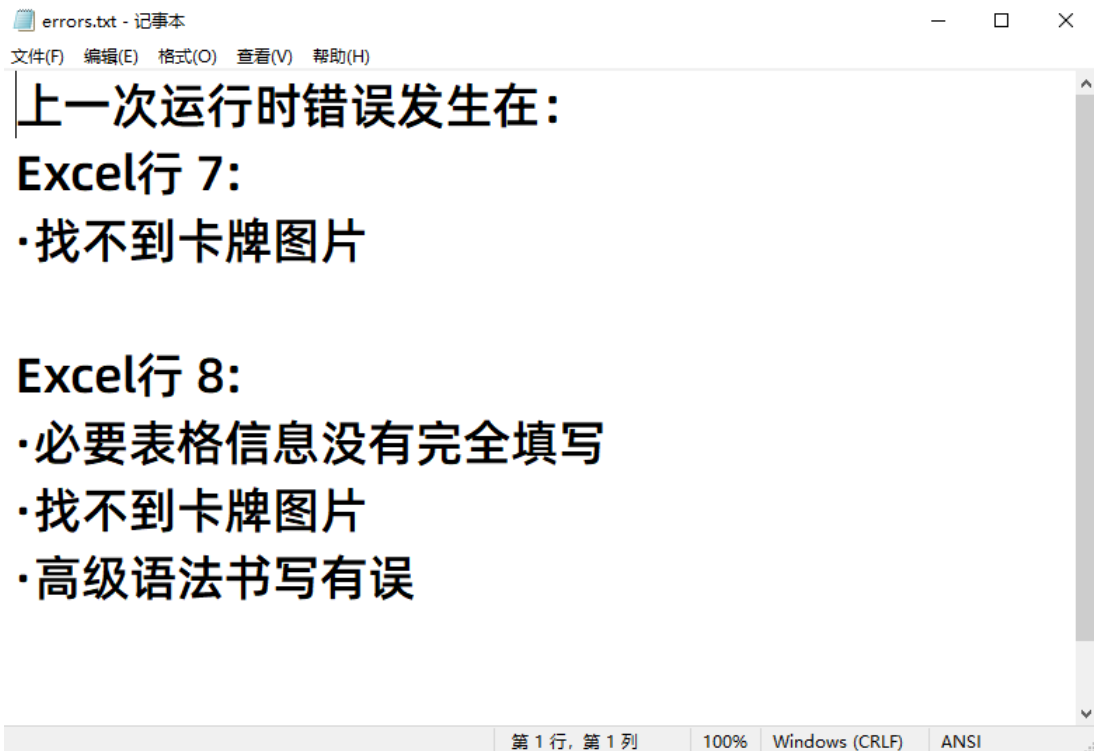 errors.txt - 记事本
文件(F) 编辑(E) 格式(O) 查看(V) 帮助(H)
上一次运行时错误发生在：
Excel行 7：
·找不到卡牌图片
Excel行 8：
·必要表格信息没有完全填写
·找不到卡牌图片
·高级语法书写有误
第 1 行，第 1 列 100% Windows (CRLF) ANSI